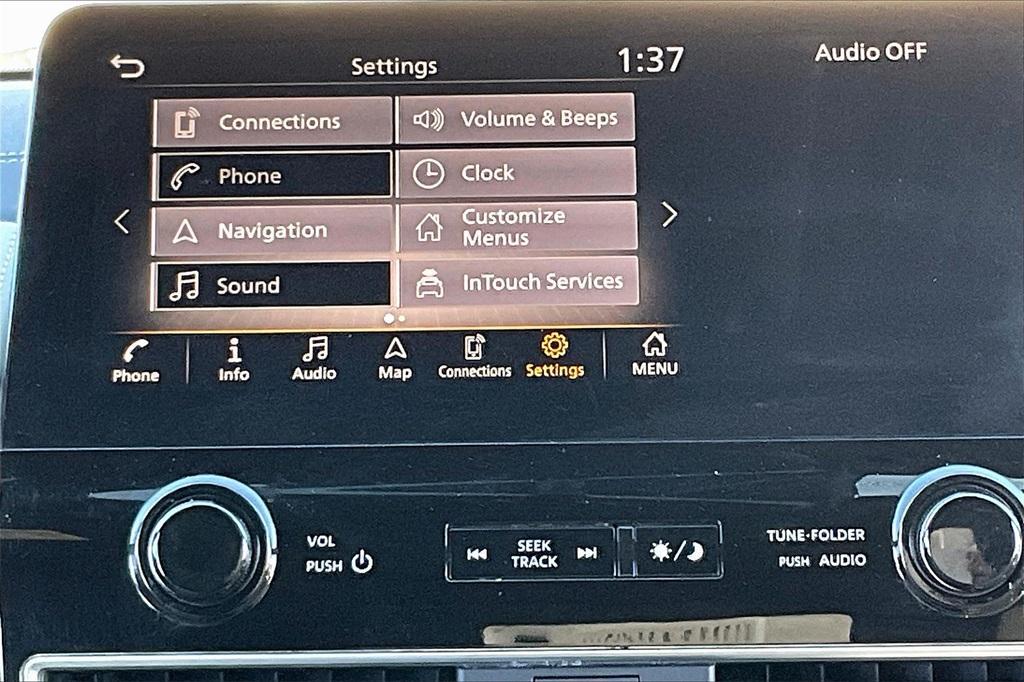 Settings 1:37 Audio OFF
Connections Volume & Beeps
Phone Clock
Navigation Customize
Menus
Sound InTouch Services
Phone Info Audio Map Connections Settings MENU
VOL
PUSH
SEEK
TRACK
TUNE·FOLDER
PUSH AUDIO